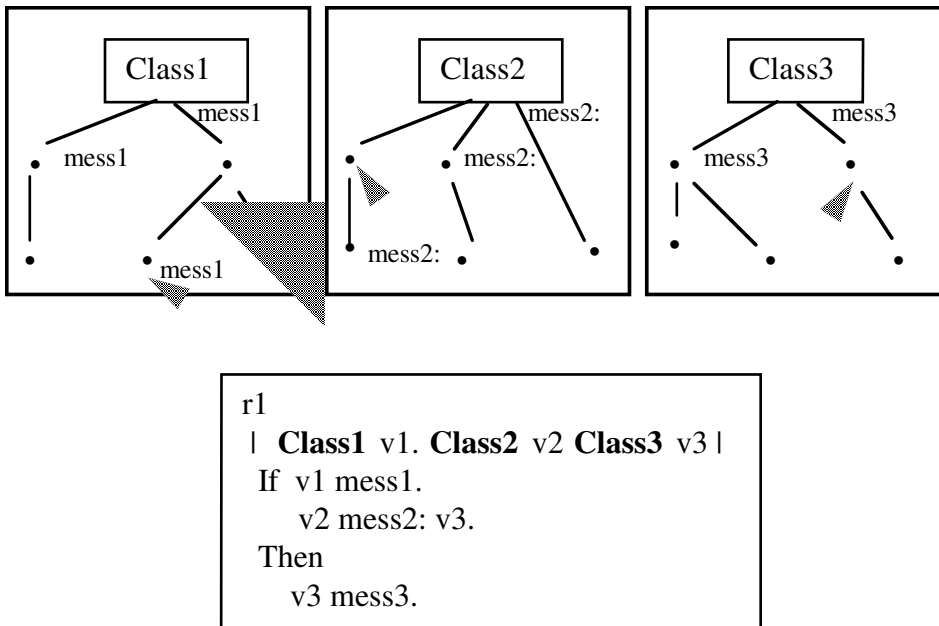 Class1
mess1
mess1
mess1
Class2
mess2:
mess2:
mess2:
Class3
mess3
mess3
r1
| Class1 v1. Class2 v2 Class3 v3 |
If v1 mess1.
v2 mess2: v3.
Then
v3 mess3.